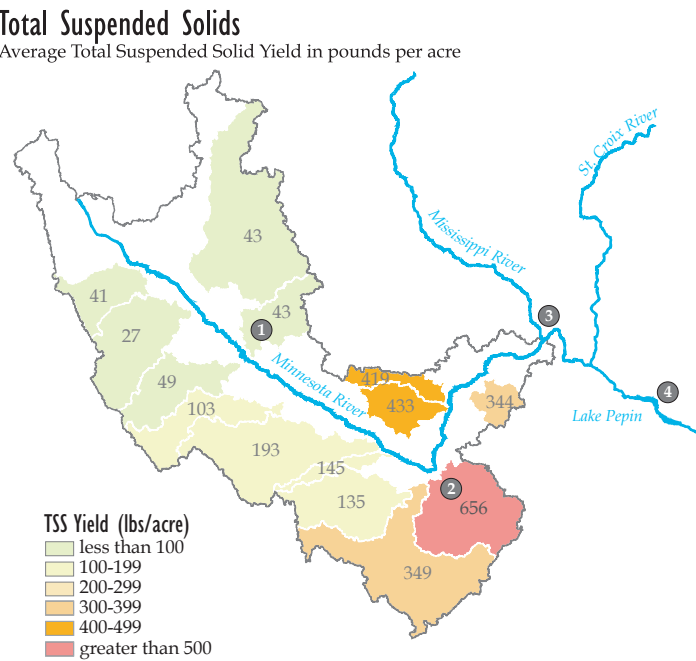 Total Suspended Solids
Average Total Suspended Solid Yield in pounds per acre
St. Croix River
Mississippi River
43
41
43
27
1
3
49
Minnesota River
419
103
433
344
4
Lake Pepin
193
145
135
2
656
349
TSS Yield (lbs/acre)
less than 100
100-199
200-299
300-399
400-499
greater than 500